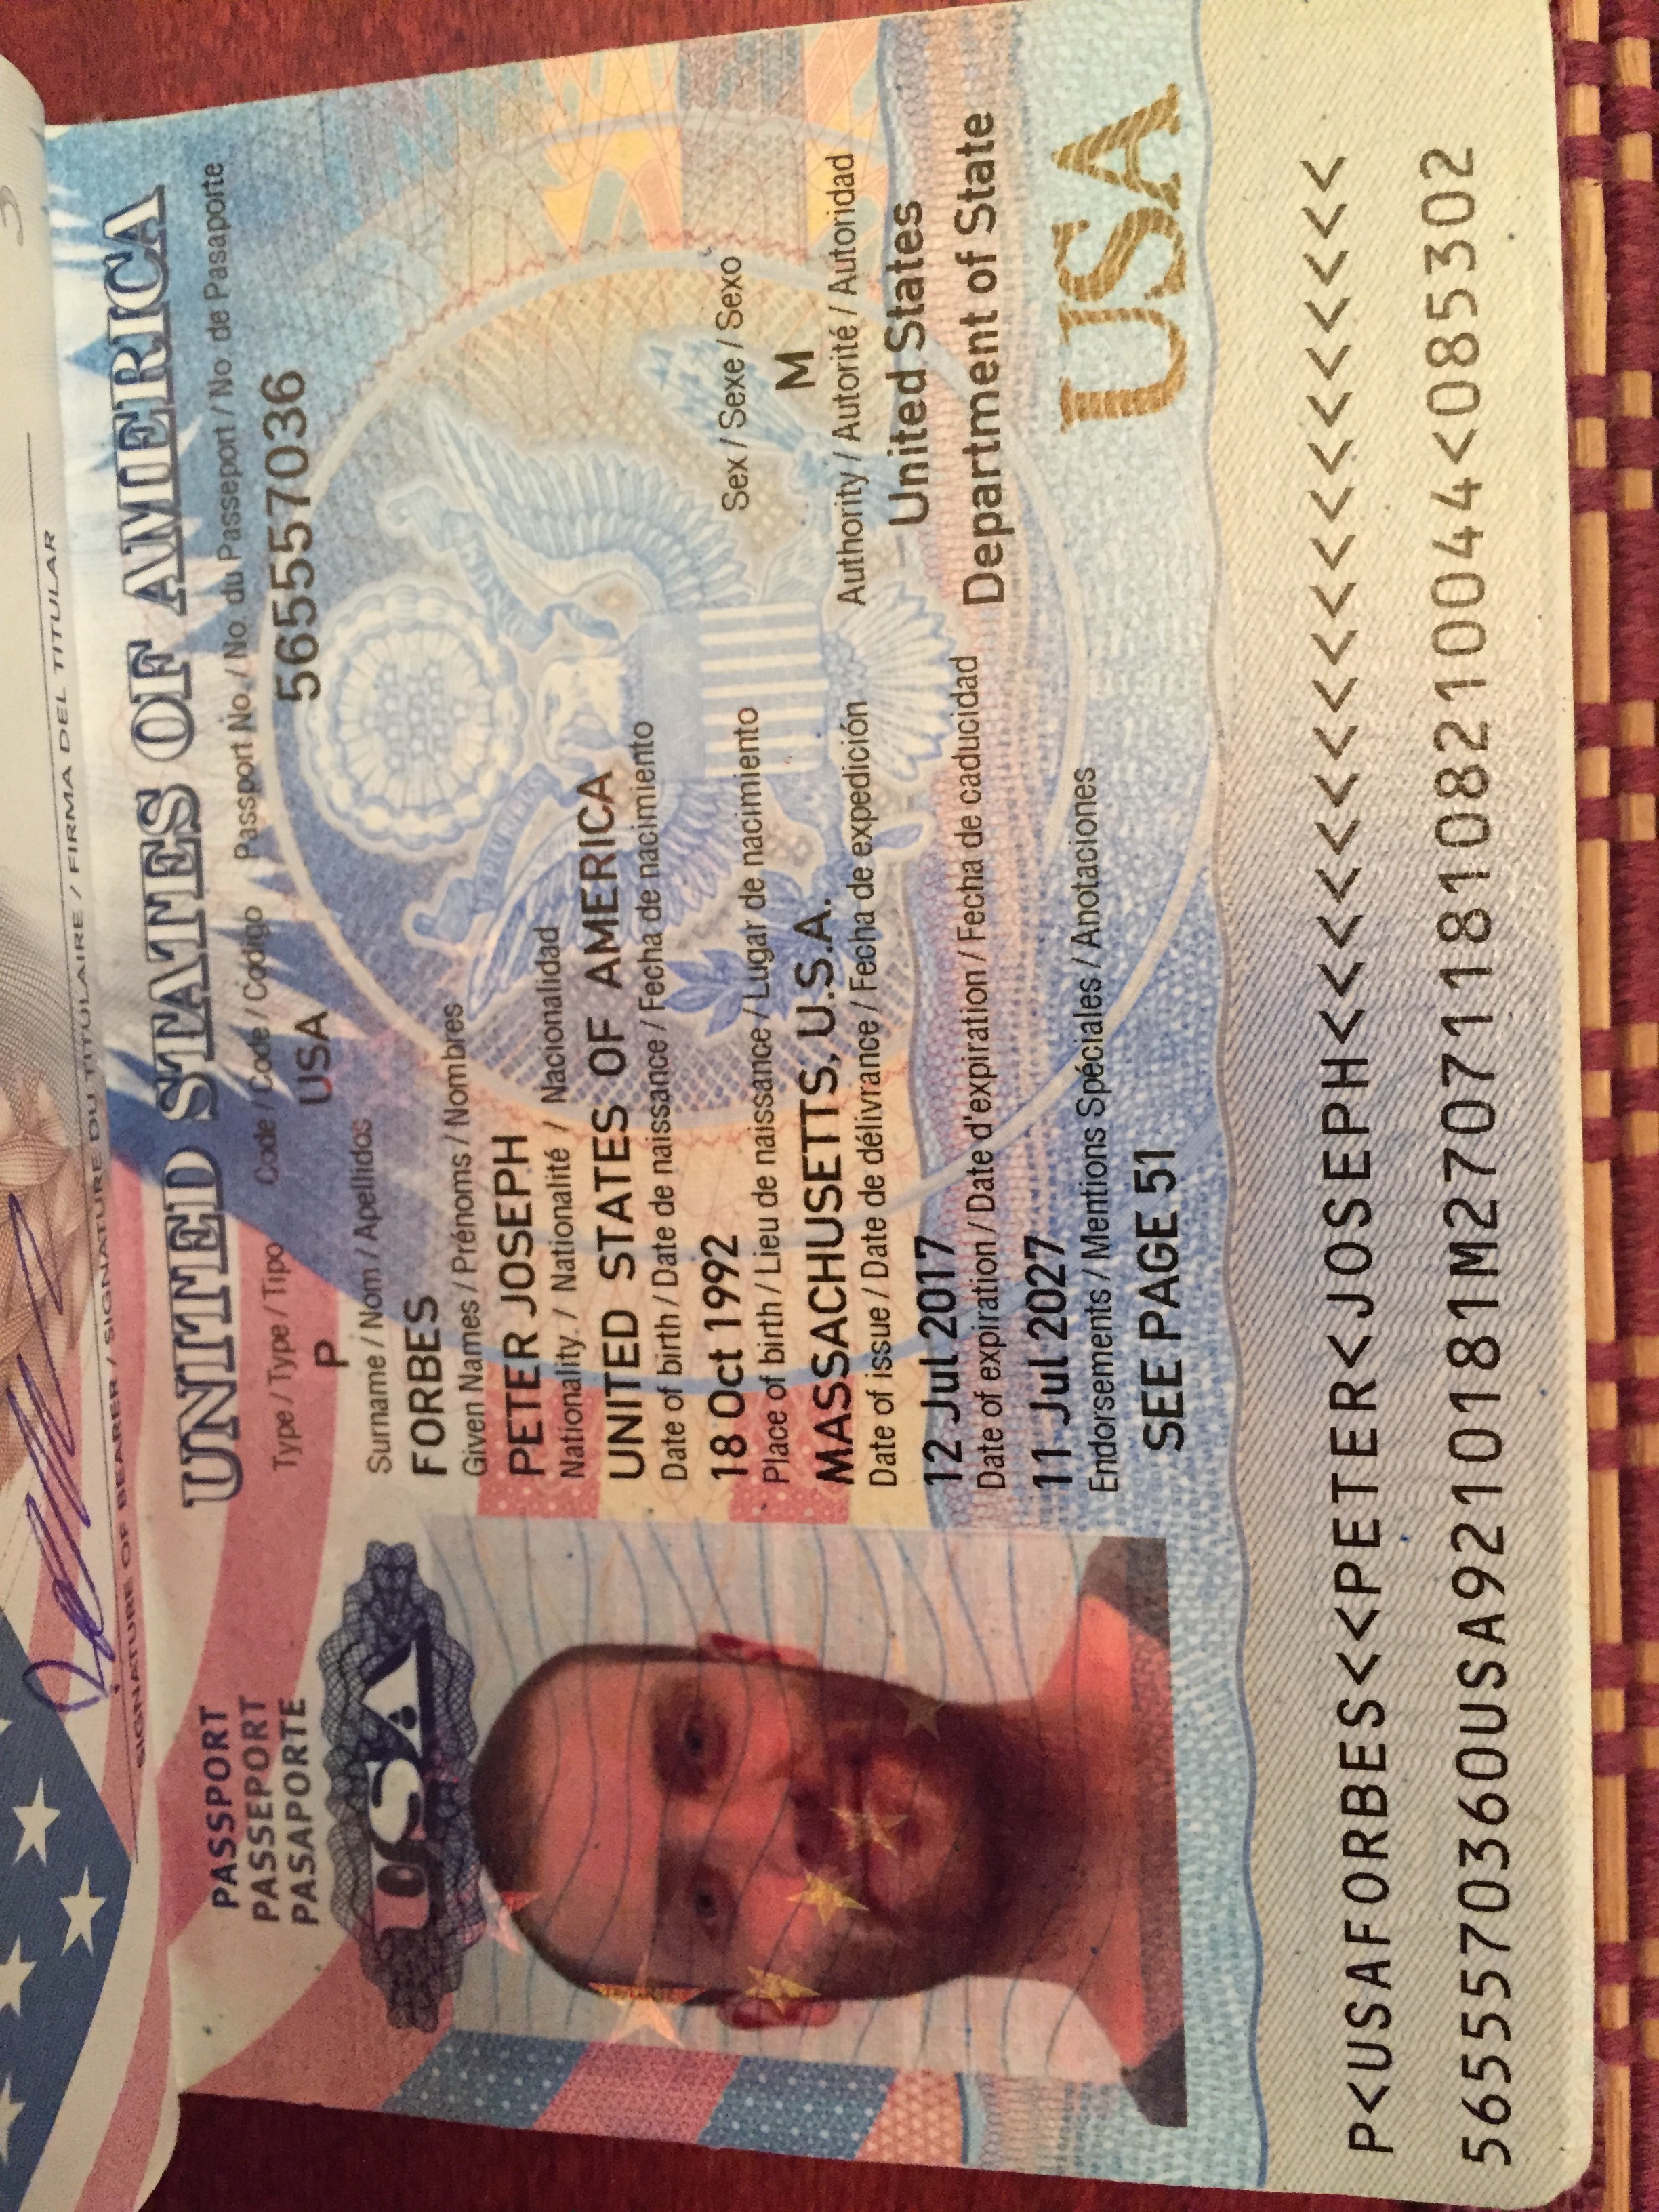 SIGNATURE OF BEARER / SIGNATURE DU TITULAIRE / FIRMA DEL TITULAR
UNITED STATES OF AMERICA
PASSPORT
PASSEPORT
PASAPORTE
USA
Type / Type / Tipo Code / Code / Código Passport No. / No. du Passeport / No. de Pasaporte
P USA 565557036
Surname / Nom / Apellidos
FORBES
Given Names / Prénoms / Nombres
PETER JOSEPH
Nationality / Nationalité / Nacionalidad
UNITED STATES OF AMERICA
Date of birth / Date de naissance / Fecha de nacimiento
18 Oct 1992
Place of birth / Lieu de naissance / Lugar de nacimiento Sex / Sexe / Sexo
MASSACHUSETTS, U.S.A. M
Date of issue / Date de délivrance / Fecha de expedición Authority / Autorité / Autoridad
12 Jul 2017 United States
Date of expiration / Date d'expiration / Fecha de caducidad Department of State
11 Jul 2027
Endorsements / Mentions Spéciales / Anotaciones
SEE PAGE 51
USA
P<USAFORBES<<PETER<JOSEPH<<<<<<<<<<<<<<<<<<<
5655570360USA9210181M2707118108210044<085302